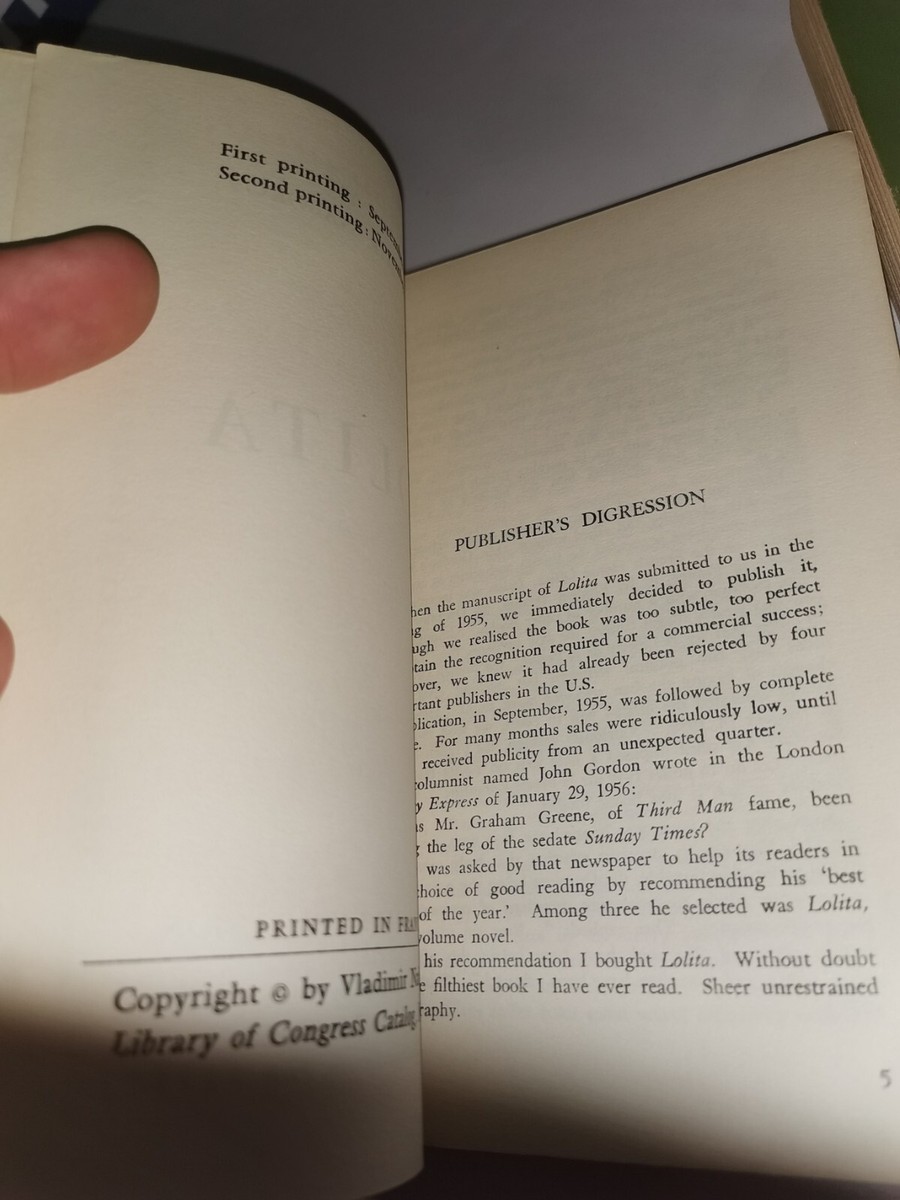 First printing : Septem
Second printing : Novem
PRINTED IN FRA
Copyright © by Vladimir N
Library of Congress Catalog
PUBLISHER'S DIGRESSION
hen the manuscript of Lolita was submitted to us in the
g of 1955, we immediately decided to publish it,
ugh we realised the book was too subtle, too perfect
tain the recognition required for a commercial success;
over, we knew it had already been rejected by four
rtant publishers in the U.S.
lication, in September, 1955, was followed by complete
e. For many months sales were ridiculously low, until
received publicity from an unexpected quarter.
columnist named John Gordon wrote in the London
y Express of January 29, 1956:
s Mr. Graham Greene, of Third Man fame, been
g the leg of the sedate Sunday Times?
was asked by that newspaper to help its readers in
choice of good reading by recommending his 'best
of the year.' Among three he selected was Lolita,
volume novel.
his recommendation I bought Lolita. Without doubt
e filthiest book I have ever read. Sheer unrestrained
raphy.
5